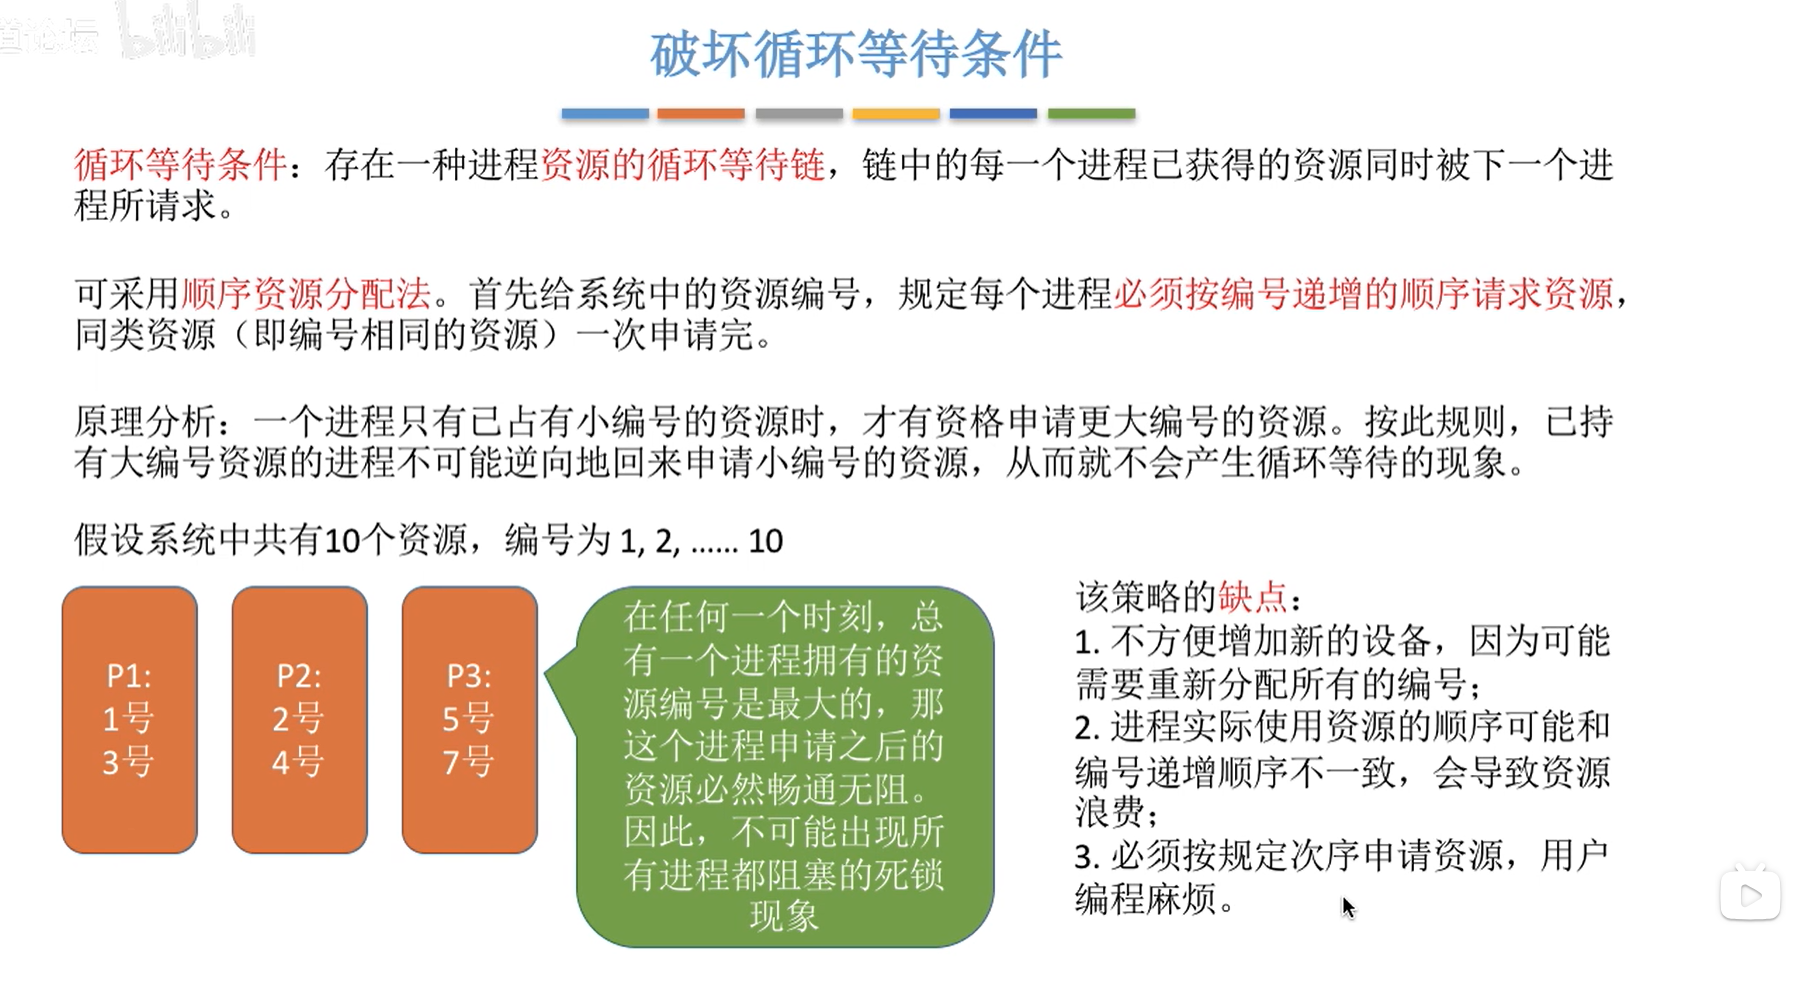 道论坛 bilibili
破坏循环等待条件
循环等待条件：存在一种进程资源的循环等待链，链中的每一个进程已获得的资源同时被下一个进
程所请求。
可采用顺序资源分配法。首先给系统中的资源编号，规定每个进程必须按编号递增的顺序请求资源，
同类资源（即编号相同的资源）一次申请完。
原理分析：一个进程只有已占有小编号的资源时，才有资格申请更大编号的资源。按此规则，已持
有大编号资源的进程不可能逆向地回来申请小编号的资源，从而就不会产生循环等待的现象。
假设系统中共有10个资源，编号为 1, 2, …… 10
P1:
1号
3号
P2:
2号
4号
P3:
5号
7号
在任何一个时刻，总
有一个进程拥有的资
源编号是最大的，那
这个进程申请之后的
资源必然畅通无阻。
因此，不可能出现所
有进程都阻塞的死锁
现象
该策略的缺点：
1. 不方便增加新的设备，因为可能
需要重新分配所有的编号；
2. 进程实际使用资源的顺序可能和
编号递增顺序不一致，会导致资源
浪费；
3. 必须按规定次序申请资源，用户
编程麻烦。